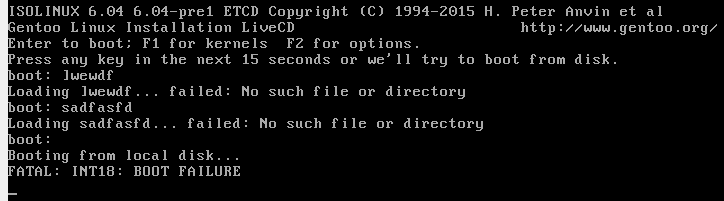 ISOLINUX 6.04 6.04-pre1 ETCD Copyright (C) 1994-2015 H. Peter Anvin et al
Gentoo Linux Installation LiveCD http://www.gentoo.org/
Enter to boot; F1 for kernels  F2 for options.
Press any key in the next 15 seconds or we'll try to boot from disk.
boot: ]wewdf
Loading ]wewdf... failed: No such file or directory
boot: sadfasfd
Loading sadfasfd... failed: No such file or directory
boot:
Booting from local disk...
FATAL: INT18: BOOT FAILURE